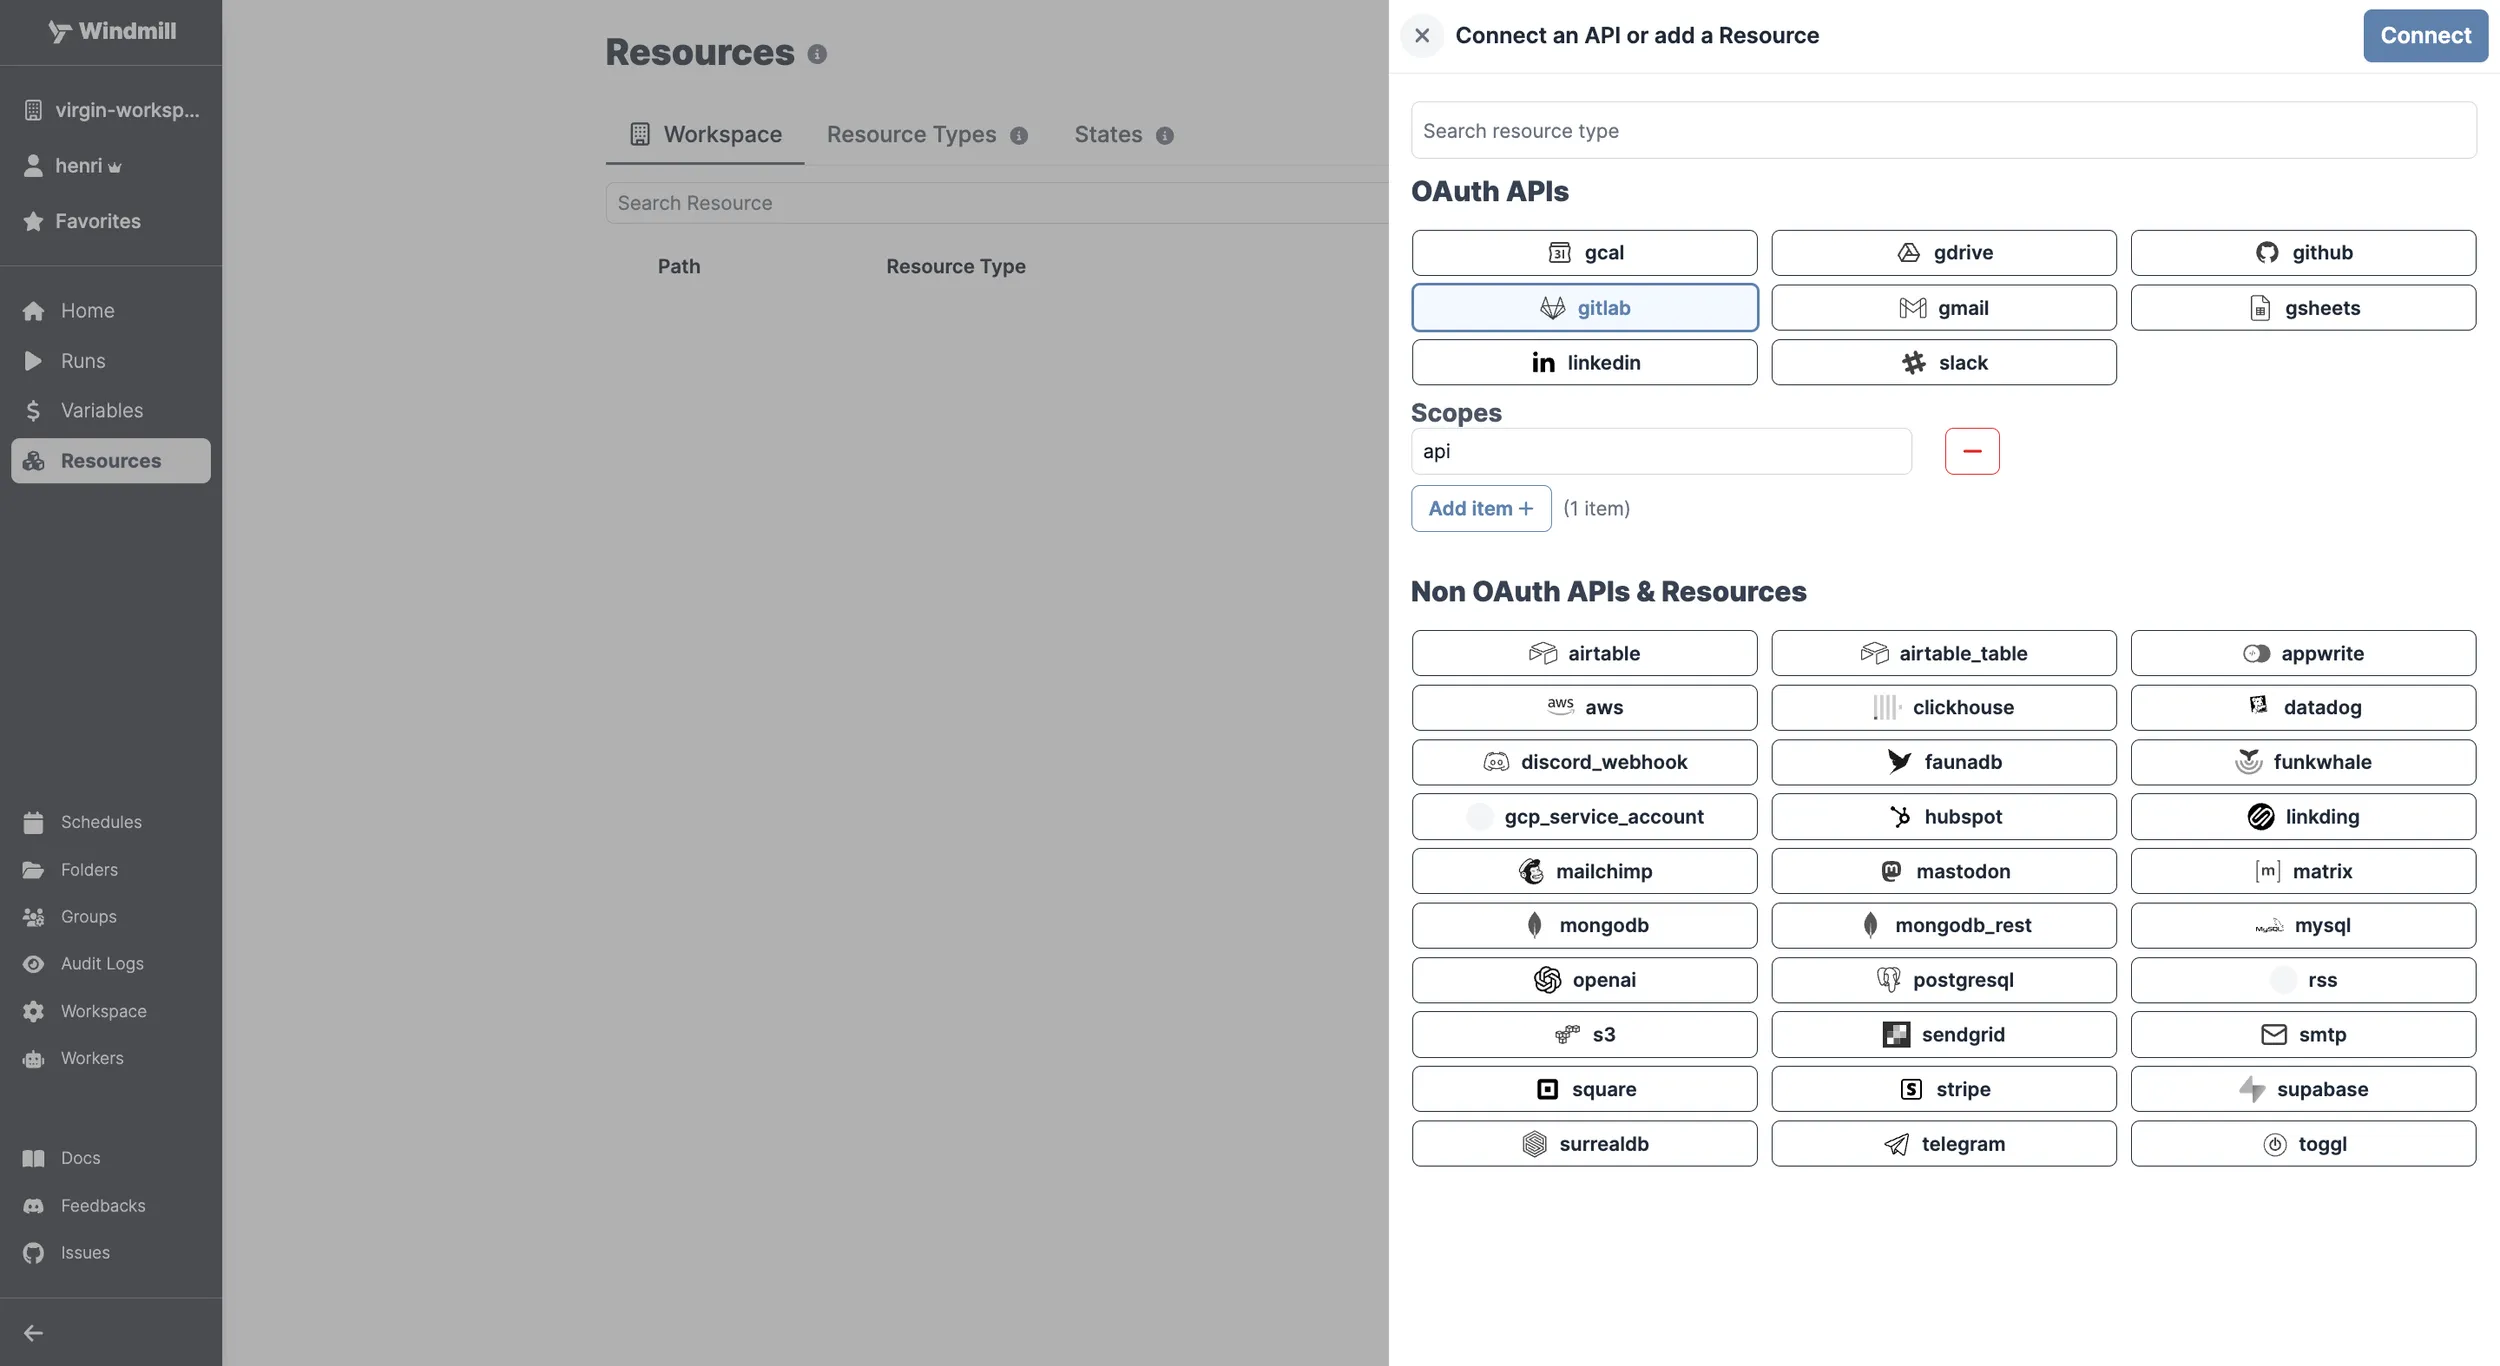 Windmill
virgin-worksp...
henri
Favorites
Home
Runs
Variables
Resources
Schedules
Folders
Groups
Audit Logs
Workspace
Workers
Docs
Feedbacks
Issues
Resources
Workspace
Resource Types
States
Search Resource
Path
Resource Type
Connect an API or add a Resource
Connect
Search resource type
OAuth APIs
gcal
gdrive
github
gitlab
gmail
gsheets
linkedin
slack
Scopes
api
Add item +
(1 item)
Non OAuth APIs & Resources
airtable
airtable_table
appwrite
aws
clickhouse
datadog
discord_webhook
faunadb
funkwhale
gcp_service_account
hubspot
linkding
mailchimp
mastodon
matrix
mongodb
mongodb_rest
mysql
openai
postgresql
rss
s3
sendgrid
smtp
square
stripe
supabase
surrealdb
telegram
toggl